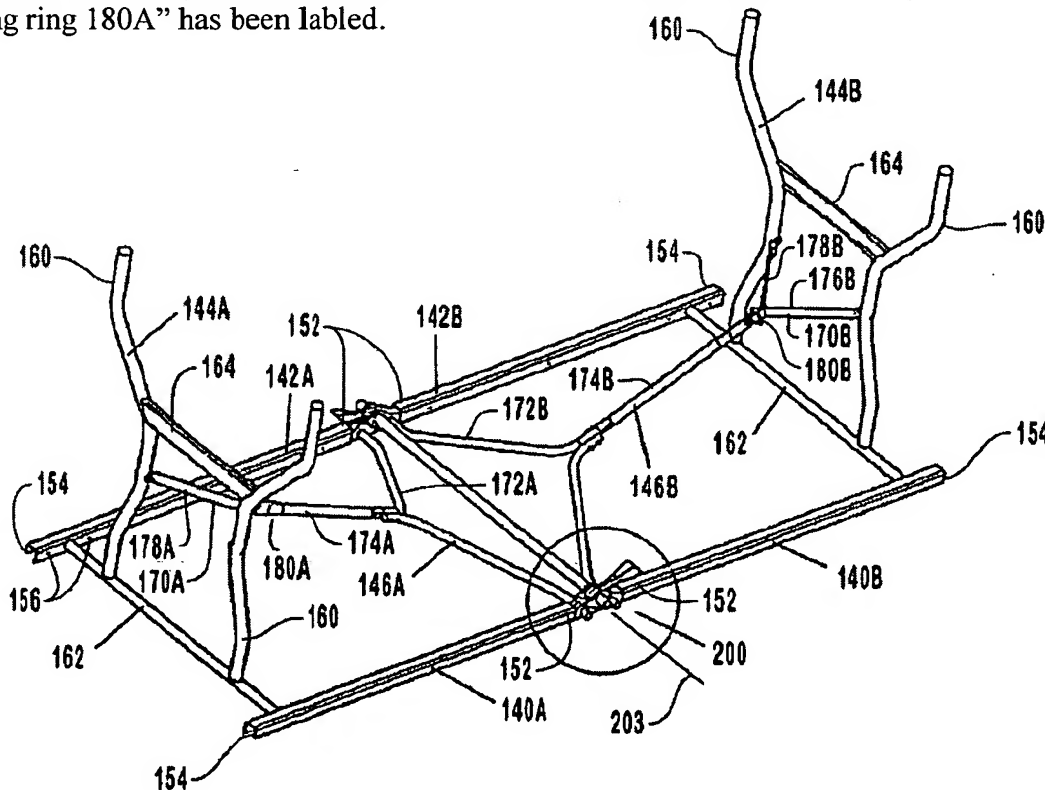 ng ring 180A” has been labled.
160
144B
164
160
160
154
178B
176B
144A
152
142B
170B
164
142A
174B
180B
172B
162
154
146B
154
172A
178A
174A
170A
180A
146A
140B
156
160
152
162
200
152
140A
203
154